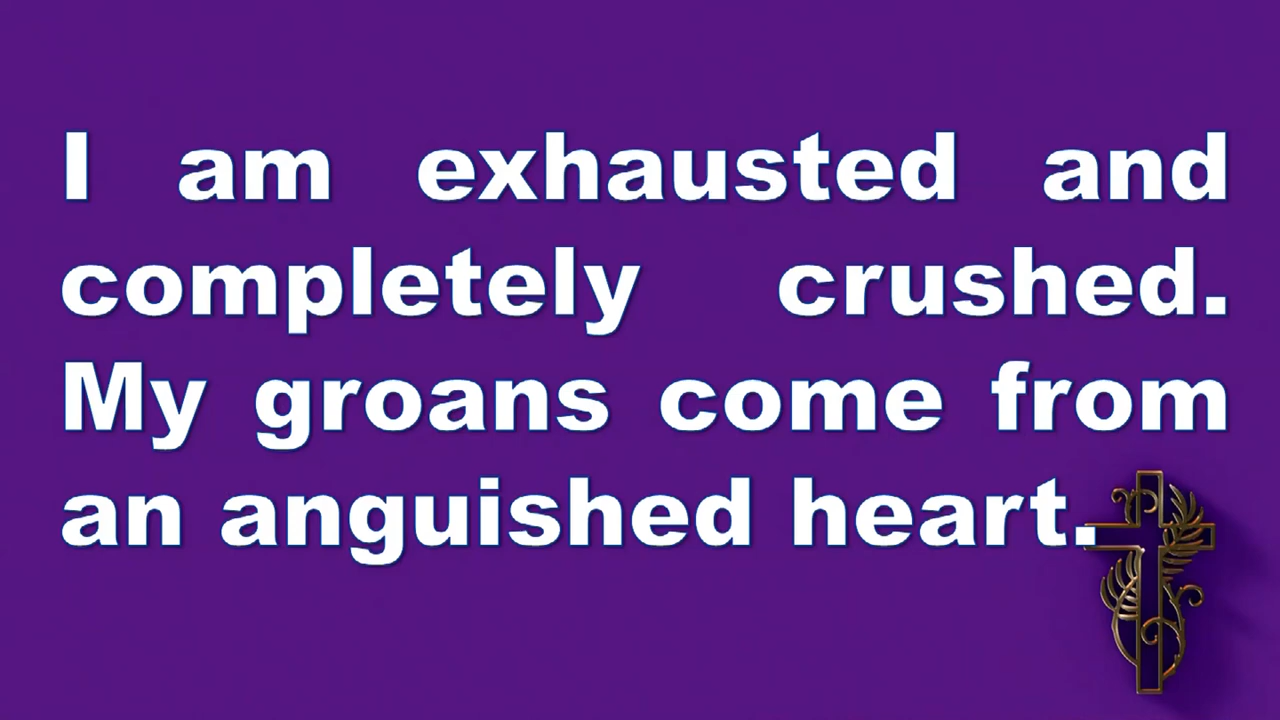 I am exhausted and
completely crushed.
My groans come from
an anguished heart.